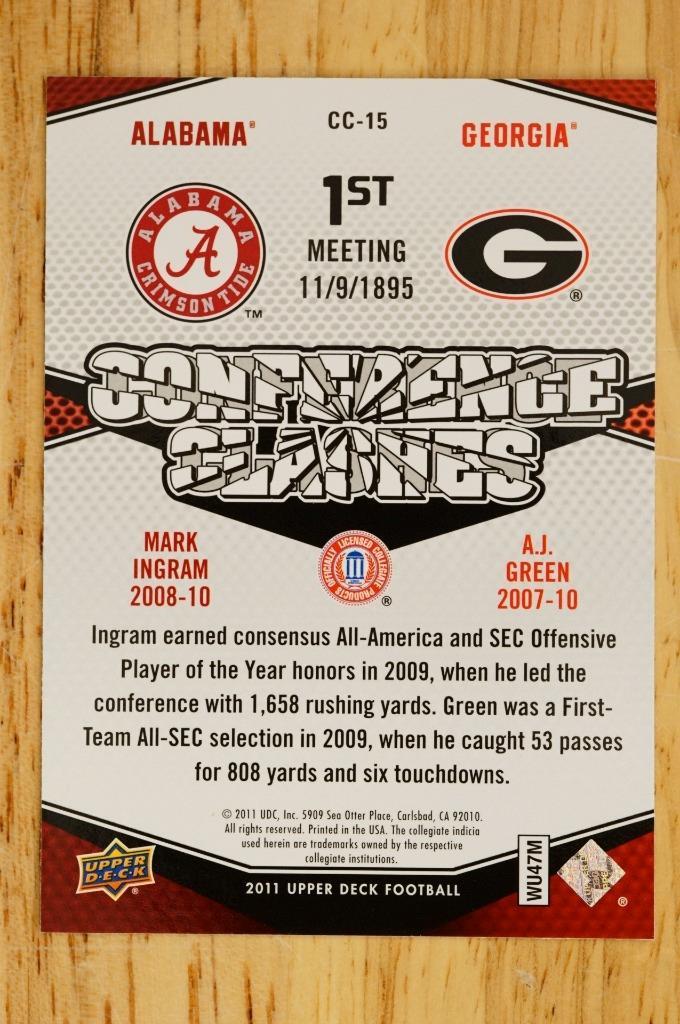 CC-15
ALABAMA®
GEORGIA®
1ST
MEETING
11/9/1895
ALABAMA
A
CRIMSON TIDE
™
G
®
CONFERENCE
CLASHES
MARK
INGRAM
2008-10
OFFICIALLY LICENSED COLLEGIATE PRODUCTS
®
A.J.
GREEN
2007-10
Ingram earned consensus All-America and SEC Offensive
Player of the Year honors in 2009, when he led the
conference with 1,658 rushing yards. Green was a First-
Team All-SEC selection in 2009, when he caught 53 passes
for 808 yards and six touchdowns.
© 2011 UDC, Inc. 5909 Sea Otter Place, Carlsbad, CA 92010.
All rights reserved. Printed in the USA. The collegiate indicia
used herein are trademarks owned by the respective
collegiate institutions.
UPPER
D·E·C·K
®
2011 UPPER DECK FOOTBALL
WU47M
®